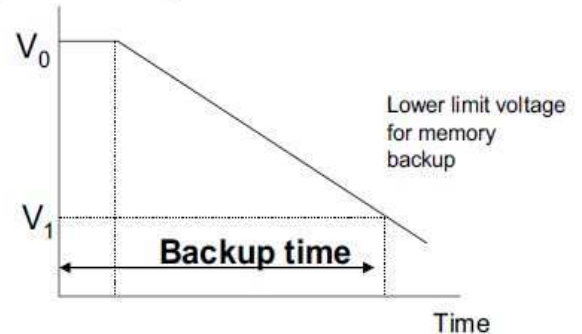 V0
Lower limit voltage
for memory
backup
V1
Backup time
Time